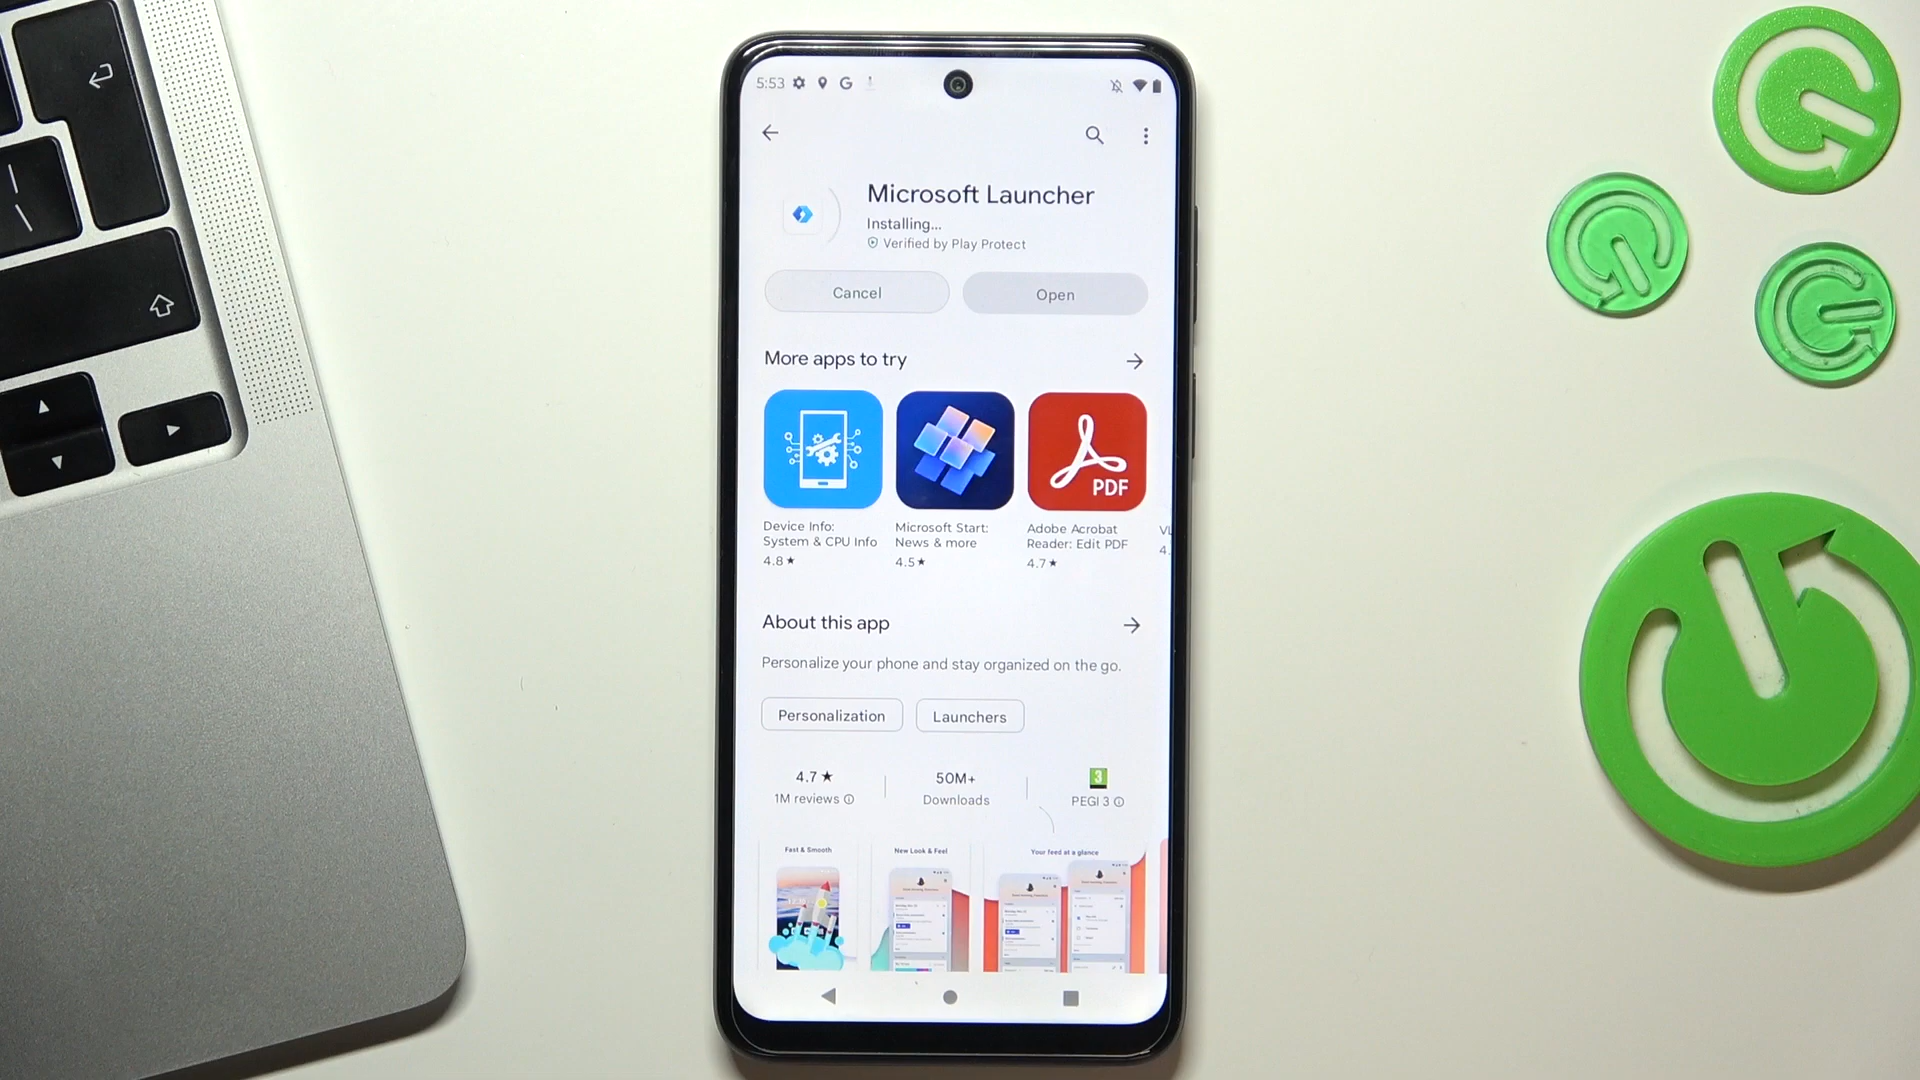 5:53
Microsoft Launcher
Installing...
Verified by Play Protect
Cancel
Open
More apps to try
PDF
Device Info:
System & CPU Info
4.8★
Microsoft Start:
News & more
4.5★
Adobe Acrobat
Reader: Edit PDF
4.7★
VL
4.
About this app
Personalize your phone and stay organized on the go.
Personalization
Launchers
4.7★
1M reviews
50M+
Downloads
3
PEGI 3
Fast & Smooth
New Look & Feel
Your feed at a glance